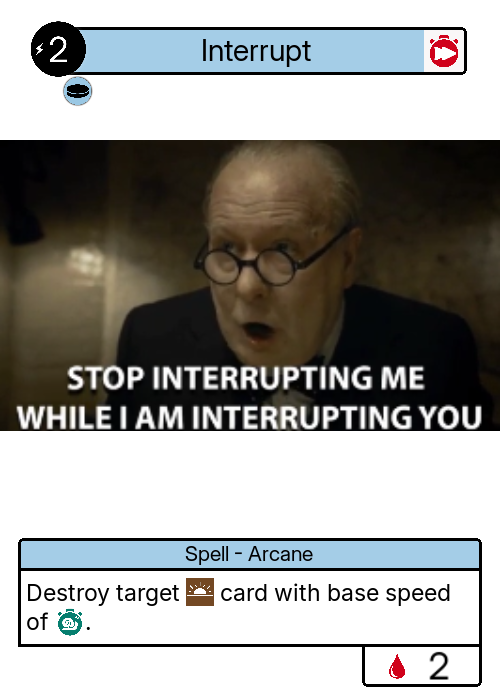 2
Interrupt
STOP INTERRUPTING ME
WHILE I AM INTERRUPTING YOU
Spell - Arcane
Destroy target card with base speed
of .
2